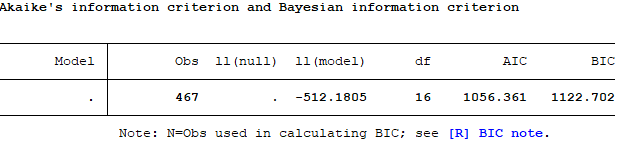 Akaike's information criterion and Bayesian information criterion
Model Obs ll(null) ll(model) df AIC BIC
. 467 . -512.1805 16 1056.361 1122.702
Note: N=Obs used in calculating BIC; see [R] BIC note.